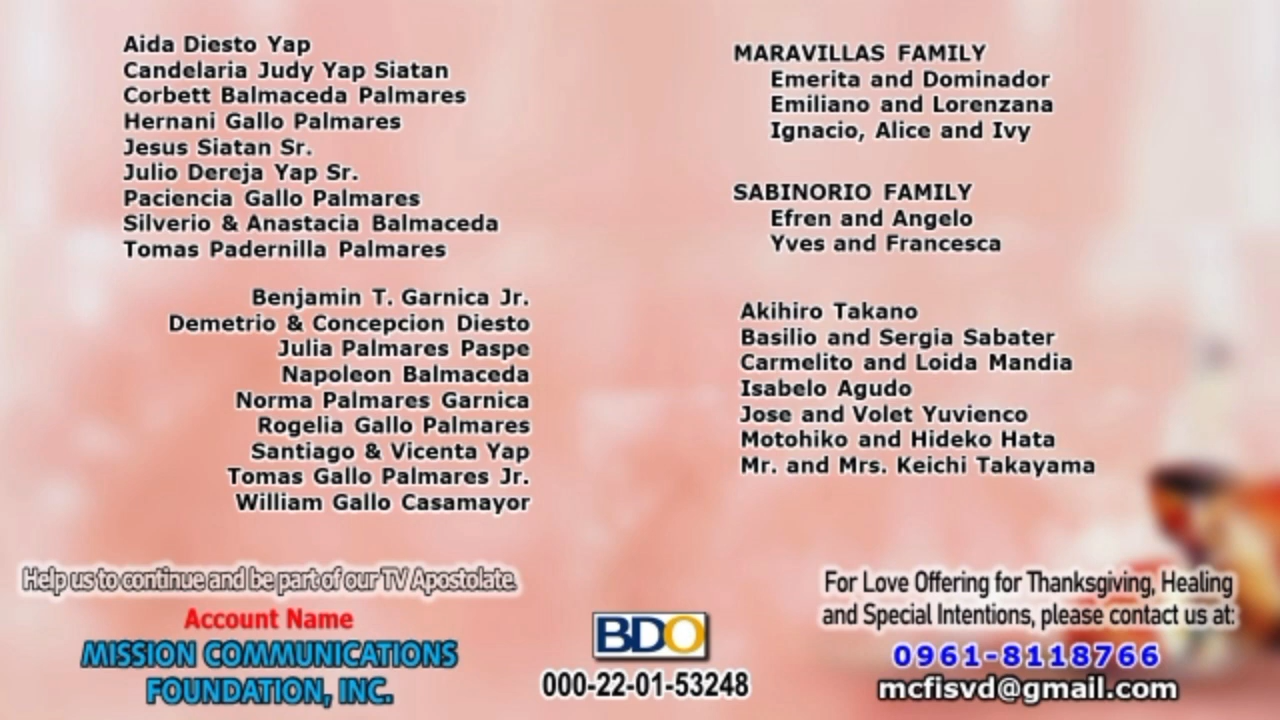 Aida Diesto Yap
Candelaria Judy Yap Siatan
Corbett Balmaceda Palmares
Hernani Gallo Palmares
Jesus Siatan Sr.
Julio Dereja Yap Sr.
Paciencia Gallo Palmares
Silverio & Anastacia Balmaceda
Tomas Padernilla Palmares
Benjamin T. Garnica Jr.
Demetrio & Concepcion Diesto
Julia Palmares Paspe
Napoleon Balmaceda
Norma Palmares Garnica
Rogelia Gallo Palmares
Santiago & Vicenta Yap
Tomas Gallo Palmares Jr.
William Gallo Casamayor
MARAVILLAS FAMILY
Emerita and Dominador
Emiliano and Lorenzana
Ignacio, Alice and Ivy
SABINORIO FAMILY
Efren and Angelo
Yves and Francesca
Akihiro Takano
Basilio and Sergia Sabater
Carmelito and Loida Mandia
Isabelo Agudo
Jose and Volet Yuvienco
Motohiko and Hideko Hata
Mr. and Mrs. Keichi Takayama
Help us to continue and be part of our TV Apostolate.
Account Name
MISSION COMMUNICATIONS
FOUNDATION, INC.
BDO
000-22-01-53248
For Love Offering for Thanksgiving, Healing
and Special Intentions, please contact us at:
0961-8118766
mcfisvd@gmail.com